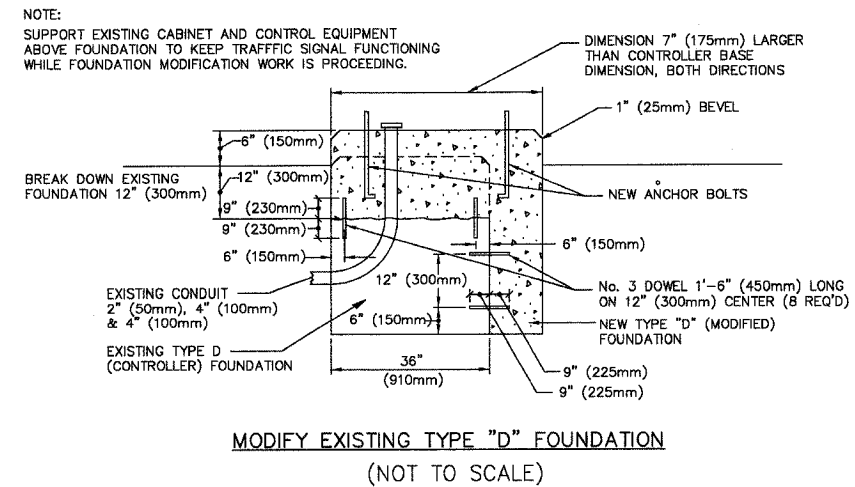 NOTE:
SUPPORT EXISTING CABINET AND CONTROL EQUIPMENT
ABOVE FOUNDATION TO KEEP TRAFFFIC SIGNAL FUNCTIONING
WHILE FOUNDATION MODIFICATION WORK IS PROCEEDING.
DIMENSION 7" (175mm) LARGER
THAN CONTROLLER BASE
DIMENSION, BOTH DIRECTIONS
1" (25mm) BEVEL
6" (150mm)
BREAK DOWN EXISTING
FOUNDATION 12" (300mm)
12" (300mm)
NEW ANCHOR BOLTS
9" (230mm)
9" (230mm)
6" (150mm)
6" (150mm)
12" (300mm)
No. 3 DOWEL 1'-6" (450mm) LONG
ON 12" (300mm) CENTER (8 REQ'D)
EXISTING CONDUIT
2" (50mm), 4" (100mm)
& 4" (100mm)
6" (150mm)
NEW TYPE "D" (MODIFIED)
FOUNDATION
EXISTING TYPE D
(CONTROLLER) FOUNDATION
36"
(910mm)
9" (225mm)
9" (225mm)
MODIFY EXISTING TYPE "D" FOUNDATION
(NOT TO SCALE)